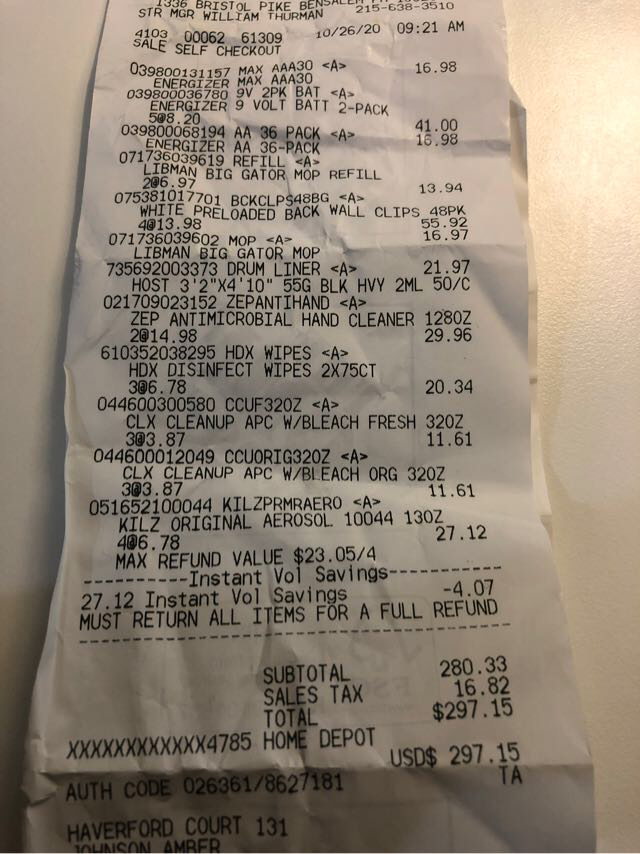 1336 BRISTOL PIKE BENSALEM
STR MGR WILLIAM THURMAN 215-638-3510
4103 00062 61309 10/26/20 09:21 AM
SALE SELF CHECKOUT
039800131157 MAX AAA30 <A> 16.98
ENERGIZER MAX AAA30
039800036780 9V 2PK BAT <A>
ENERGIZER 9 VOLT BATT 2-PACK
5@8.20 41.00
039800068194 AA 36 PACK <A> 16.98
ENERGIZER AA 36-PACK
071736039619 REFILL <A>
LIBMAN BIG GATOR MOP REFILL
2@6.97 13.94
075381017701 BCKCLPS48BG <A>
WHITE PRELOADED BACK WALL CLIPS 48PK
4@13.98 55.92
071736039602 MOP <A> 16.97
LIBMAN BIG GATOR MOP
735692003373 DRUM LINER <A> 21.97
HOST 3'2"X4'10" 55G BLK HVY 2ML 50/C
021709023152 ZEPANTIHAND <A>
ZEP ANTIMICROBIAL HAND CLEANER 128OZ
2@14.98 29.96
610352038295 HDX WIPES <A>
HDX DISINFECT WIPES 2X75CT
3@6.78 20.34
044600300580 CCUF32OZ <A>
CLX CLEANUP APC W/BLEACH FRESH 32OZ
3@3.87 11.61
044600012049 CCUORIG32OZ <A>
CLX CLEANUP APC W/BLEACH ORG 32OZ
3@3.87 11.61
051652100044 KILZPRMRAERO <A>
KILZ ORIGINAL AEROSOL 10044 13OZ
4@6.78 27.12
MAX REFUND VALUE $23.05/4
----------Instant Vol Savings----------
27.12 Instant Vol Savings -4.07
MUST RETURN ALL ITEMS FOR A FULL REFUND
---------------------------------------
SUBTOTAL 280.33
SALES TAX 16.82
TOTAL $297.15
XXXXXXXXXXXX4785 HOME DEPOT
USD$ 297.15
AUTH CODE 026361/8627181 TA
HAVERFORD COURT 131
JOHNSON AMBER